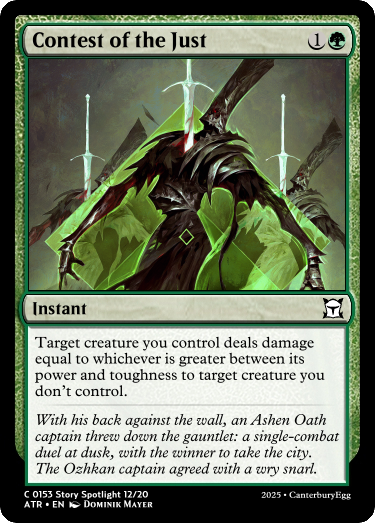 Contest of the Just 1
Instant
Target creature you control deals damage
equal to whichever is greater between its
power and toughness to target creature you
don't control.
With his back against the wall, an Ashen Oath
captain threw down the gauntlet: a single-combat
duel at dusk, with the winner to take the city.
The Ozhkan captain agreed with a wry snarl.
C 0153 Story Spotlight 12/20
ATR • EN Dominik Mayer 2025 • CanterburyEgg